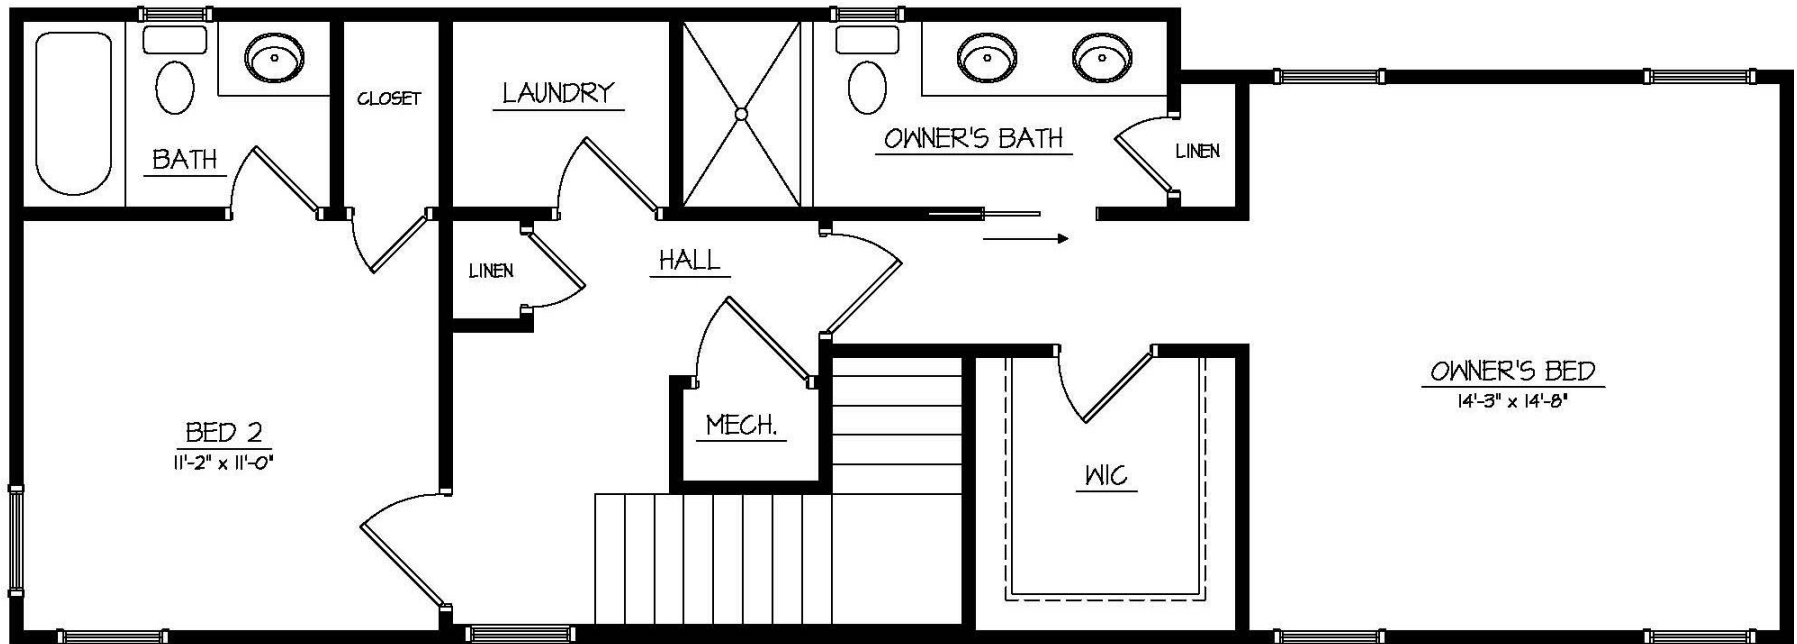 CLOSET
LAUNDRY
BATH
OWNER'S BATH
LINEN
LINEN
HALL
OWNER'S BED
14'-3" x 14'-8"
MECH.
BED 2
11'-2" x 11'-0"
WIC